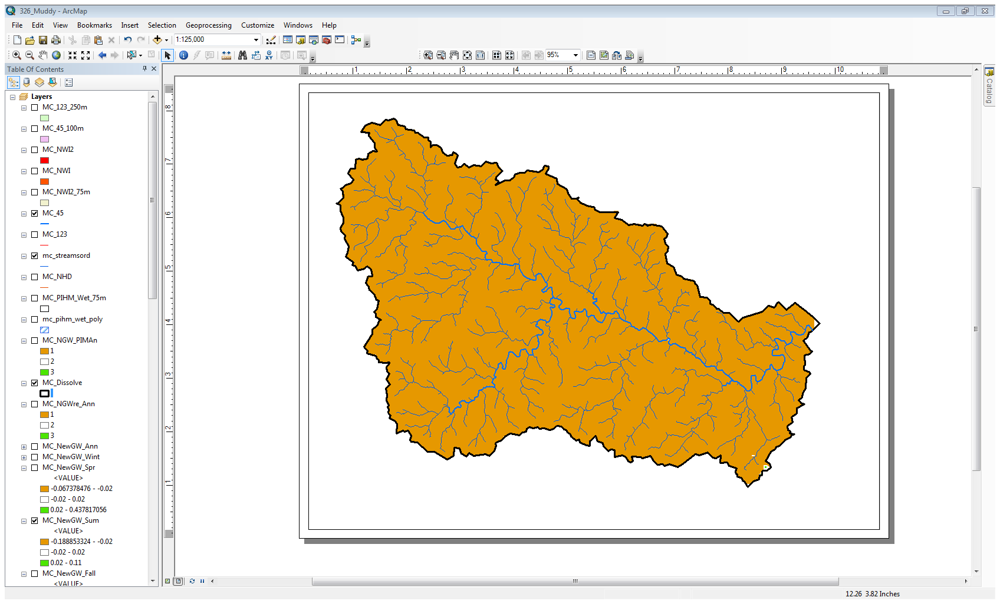 326_Muddy - ArcMap
File Edit View Bookmarks Insert Selection Geoprocessing Customize Windows Help
1:125,000
95%
Table Of Contents
Layers
MC_123_250m
MC_45_100m
MC_NWI2
MC_NWI
MC_NWI2_75m
MC_45
MC_123
mc_streamsord
MC_NHD
MC_PIHM_Wet_75m
mc_pihm_wet_poly
MC_NGW_PIMAn
1
2
3
MC_Dissolve
MC_NGWre_Ann
1
2
3
MC_NewGW_Ann
MC_NewGW_Wint
MC_NewGW_Spr
<VALUE>
-0.067378476 - -0.02
-0.02 - 0.02
0.02 - 0.437817056
MC_NewGW_Sum
<VALUE>
-0.188853324 - -0.02
-0.02 - 0.02
0.02 - 0.11
MC_NewGW_Fall
<VALUE>
1 2 3 4 5 6 7 8 9 10
8
7
6
5
4
3
2
1
Catalog
12.26 3.82 Inches